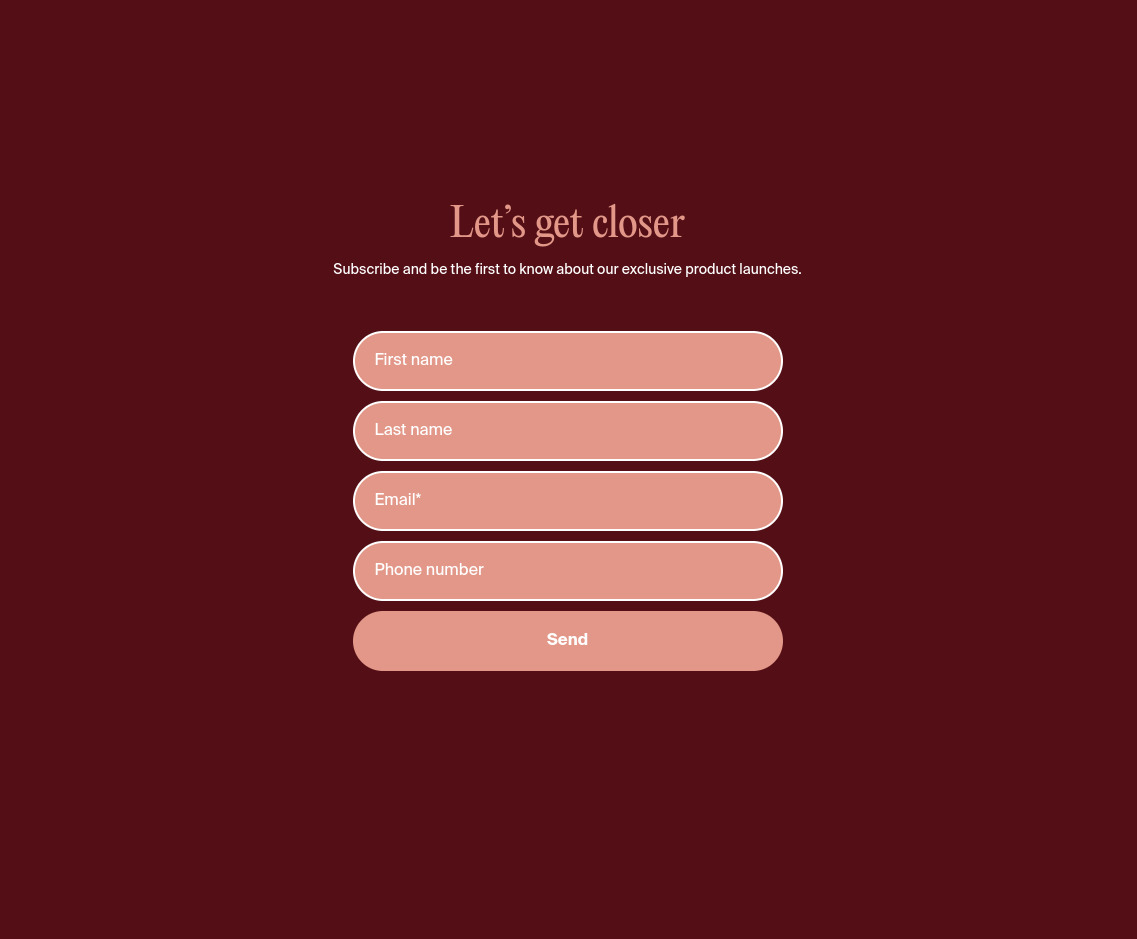 Let’s get closer
Subscribe and be the first to know about our exclusive product launches.
First name
Last name
Email*
Phone number
Send